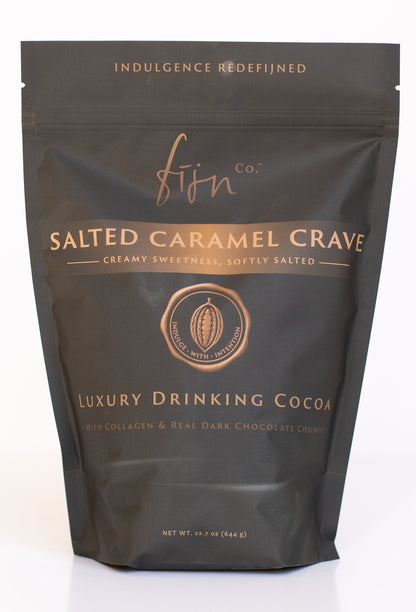 INDULGENCE REDEFIJNED
fijn Co.™
SALTED CARAMEL CRAVE
CREAMY SWEETNESS, SOFTLY SALTED
INDULGE · WITH · INTENTION
LUXURY DRINKING COCOA
WITH COLLAGEN & REAL DARK CHOCOLATE CHUNKS
NET WT. 22.7 OZ (644 g)